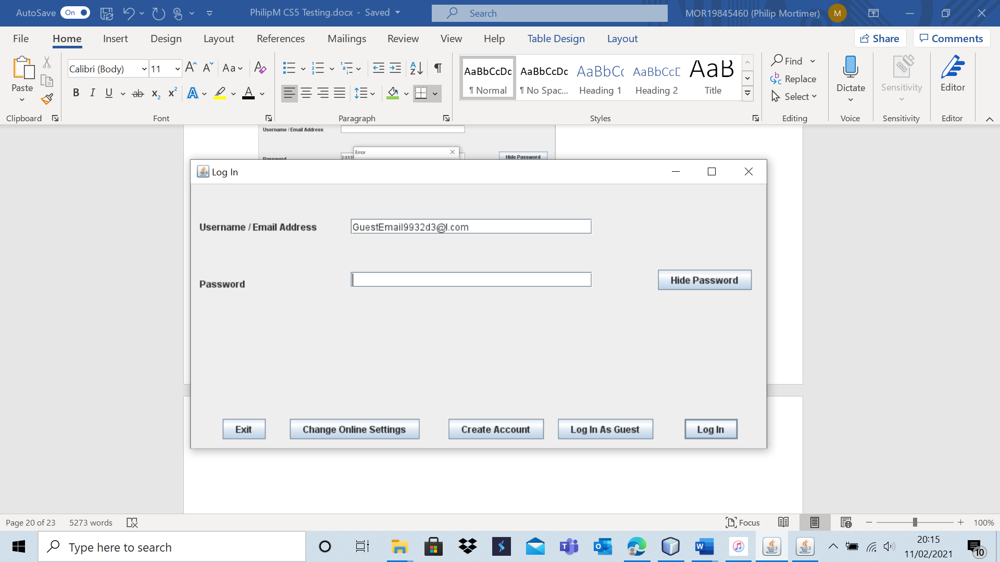 AutoSave On PhilipM CS5 Testing.docx - Saved Search MOR19845460 (Philip Mortimer) M
File Home Insert Design Layout References Mailings Review View Help Table Design Layout Share Comments
Paste Calibri (Body) 11 Aa AaBbCcDc AaBbCcDc AaBbCc AaBbCcD AaB Find Replace Select Dictate Sensitivity Editor
¶ Normal ¶ No Spac... Heading 1 Heading 2 Title
Clipboard Font Paragraph Styles Editing Voice Sensitivity Editor
Username / Email Address
Error
Password pass Hide Password
Log In
Username / Email Address GuestEmail9932d3@l.com
Password Hide Password
Exit Change Online Settings Create Account Log In As Guest Log In
Page 20 of 23 5273 words Focus 100%
Type here to search 20:15
11/02/2021 10